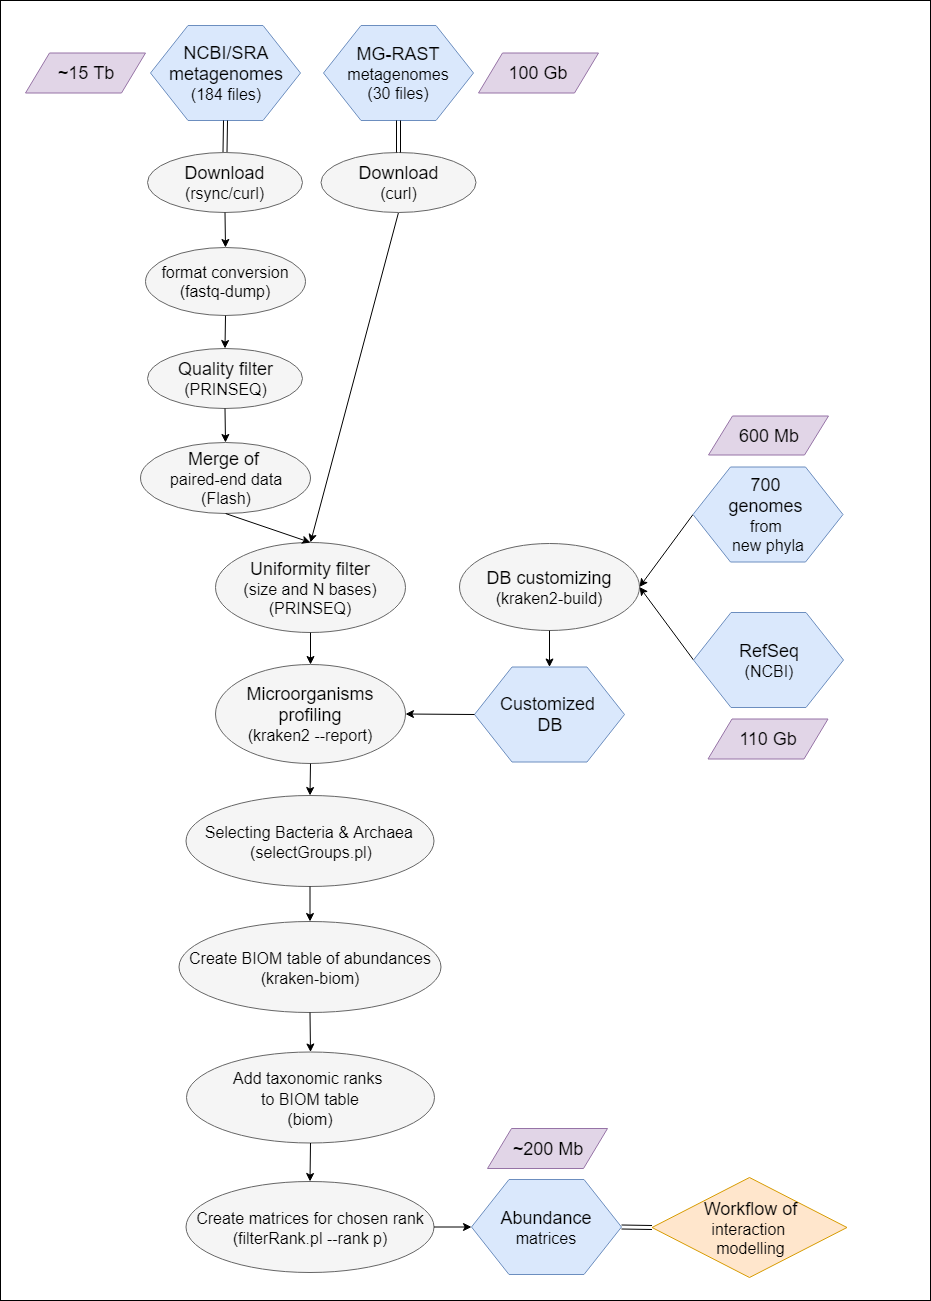 ~15 Tb
NCBI/SRA
metagenomes
(184 files)
MG-RAST
metagenomes
(30 files)
100 Gb
Download
(rsync/curl)
Download
(curl)
format conversion
(fastq-dump)
Quality filter
(PRINSEQ)
Merge of
paired-end data
(Flash)
600 Mb
700
genomes
from
new phyla
Uniformity filter
(size and N bases)
(PRINSEQ)
DB customizing
(kraken2-build)
RefSeq
(NCBI)
110 Gb
Microorganisms
profiling
(kraken2 --report)
Customized
DB
Selecting Bacteria & Archaea
(selectGroups.pl)
Create BIOM table of abundances
(kraken-biom)
Add taxonomic ranks
to BIOM table
(biom)
~200 Mb
Create matrices for chosen rank
(filterRank.pl --rank p)
Abundance
matrices
Workflow of
interaction
modelling